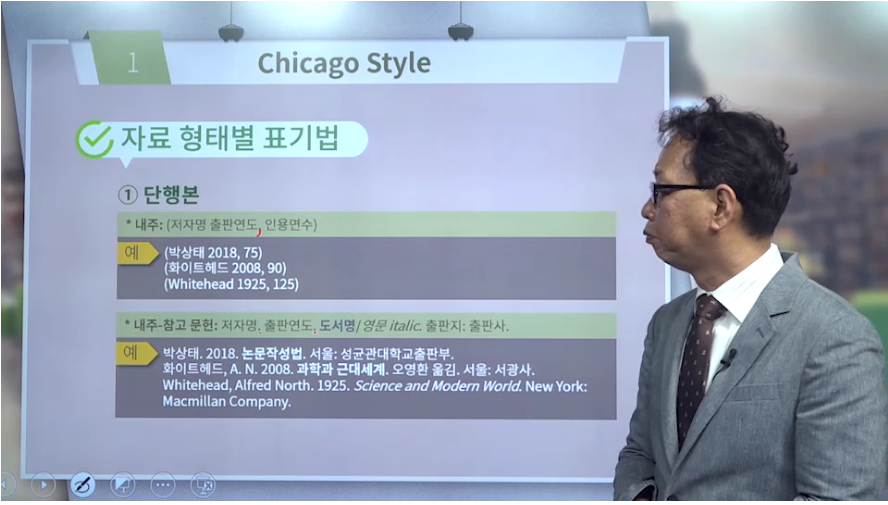 1
Chicago Style
자료 형태별 표기법
① 단행본
* 내주: (저자명 출판연도, 인용면수)
예
(박상태 2018, 75)
(화이트헤드 2008, 90)
(Whitehead 1925, 125)
* 내주-참고 문헌: 저자명. 출판연도. 도서명/영문 italic. 출판지: 출판사.
예
박상태. 2018. 논문작성법. 서울: 성균관대학교출판부.
화이트헤드, A. N. 2008. 과학과 근대세계. 오영환 옮김. 서울: 서광사.
Whitehead, Alfred North. 1925. Science and Modern World. New York:
Macmillan Company.